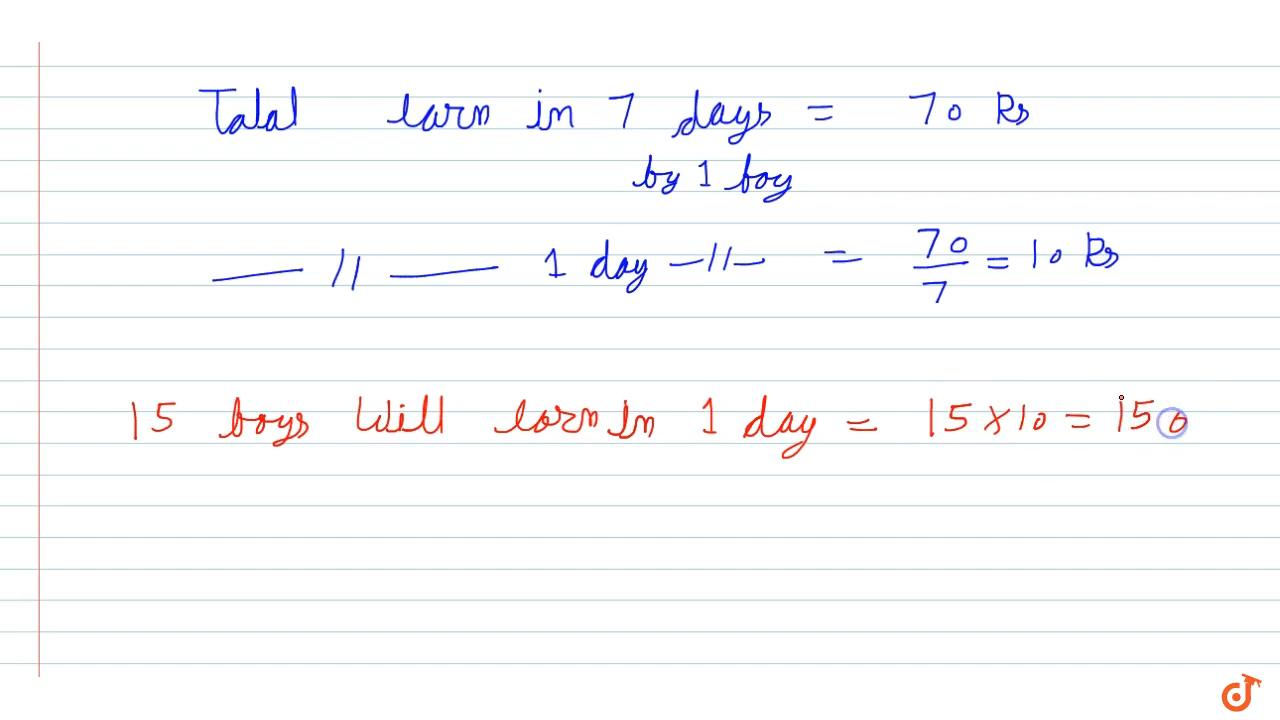 Total earn in 7 days = 70 Rs
by 1 boy
— 11 — 1 day — 11 — = 70/7 = 10 Rs
15 boys will earn in 1 day = 15 × 10 = 150